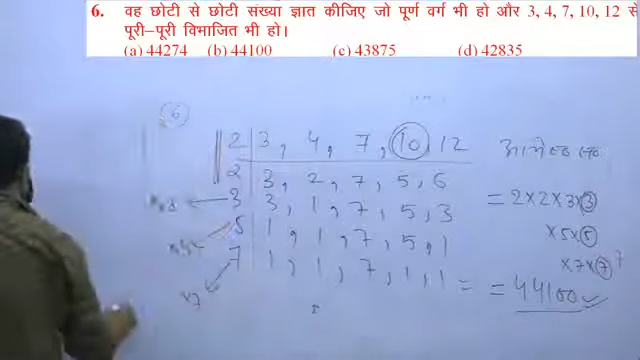 6. वह छोटी से छोटी संख्या ज्ञात कीजिए जो पूर्ण वर्ग भी हो और 3, 4, 7, 10, 12 से
पूरी–पूरी विभाजित भी हो।
(a) 44274 (b) 44100 (c) 43875 (d) 42835
6
2 | 3, 4, 7, 10, 12
2 | 3, 2, 7, 5, 6
3 | 3, 1, 7, 5, 3
5 | 1, 1, 7, 5, 1
7 | 1, 1, 7, 1, 1
= 2×2×3×3
×5×5
×7×7
= = 44100